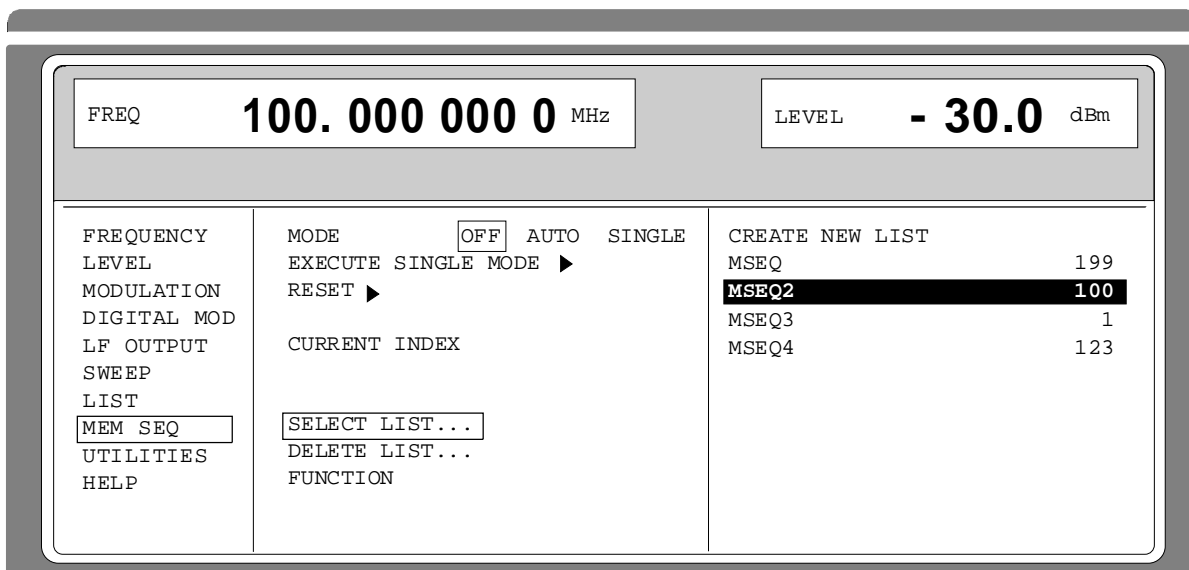 FREQ 100. 000 000 0 MHz
LEVEL - 30.0 dBm
FREQUENCY
LEVEL
MODULATION
DIGITAL MOD
LF OUTPUT
SWEEP
LIST
MEM SEQ
UTILITIES
HELP
MODE OFF AUTO SINGLE
EXECUTE SINGLE MODE
RESET
CURRENT INDEX
SELECT LIST...
DELETE LIST...
FUNCTION
CREATE NEW LIST
MSEQ 199
MSEQ2 100
MSEQ3 1
MSEQ4 123